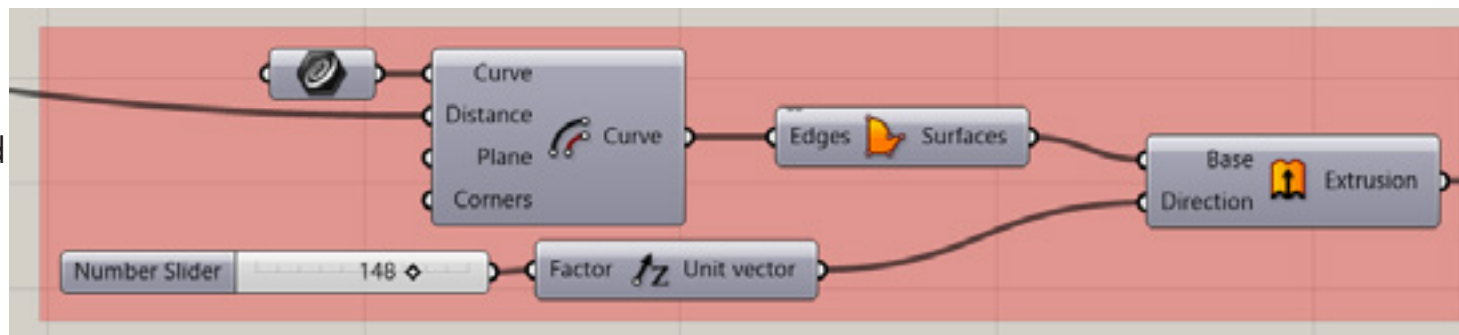 Curve
Distance
Plane
Corners
Curve
Edges Surfaces
Base
Direction
Extrusion
Number Slider 148
Factor Z Unit vector
d